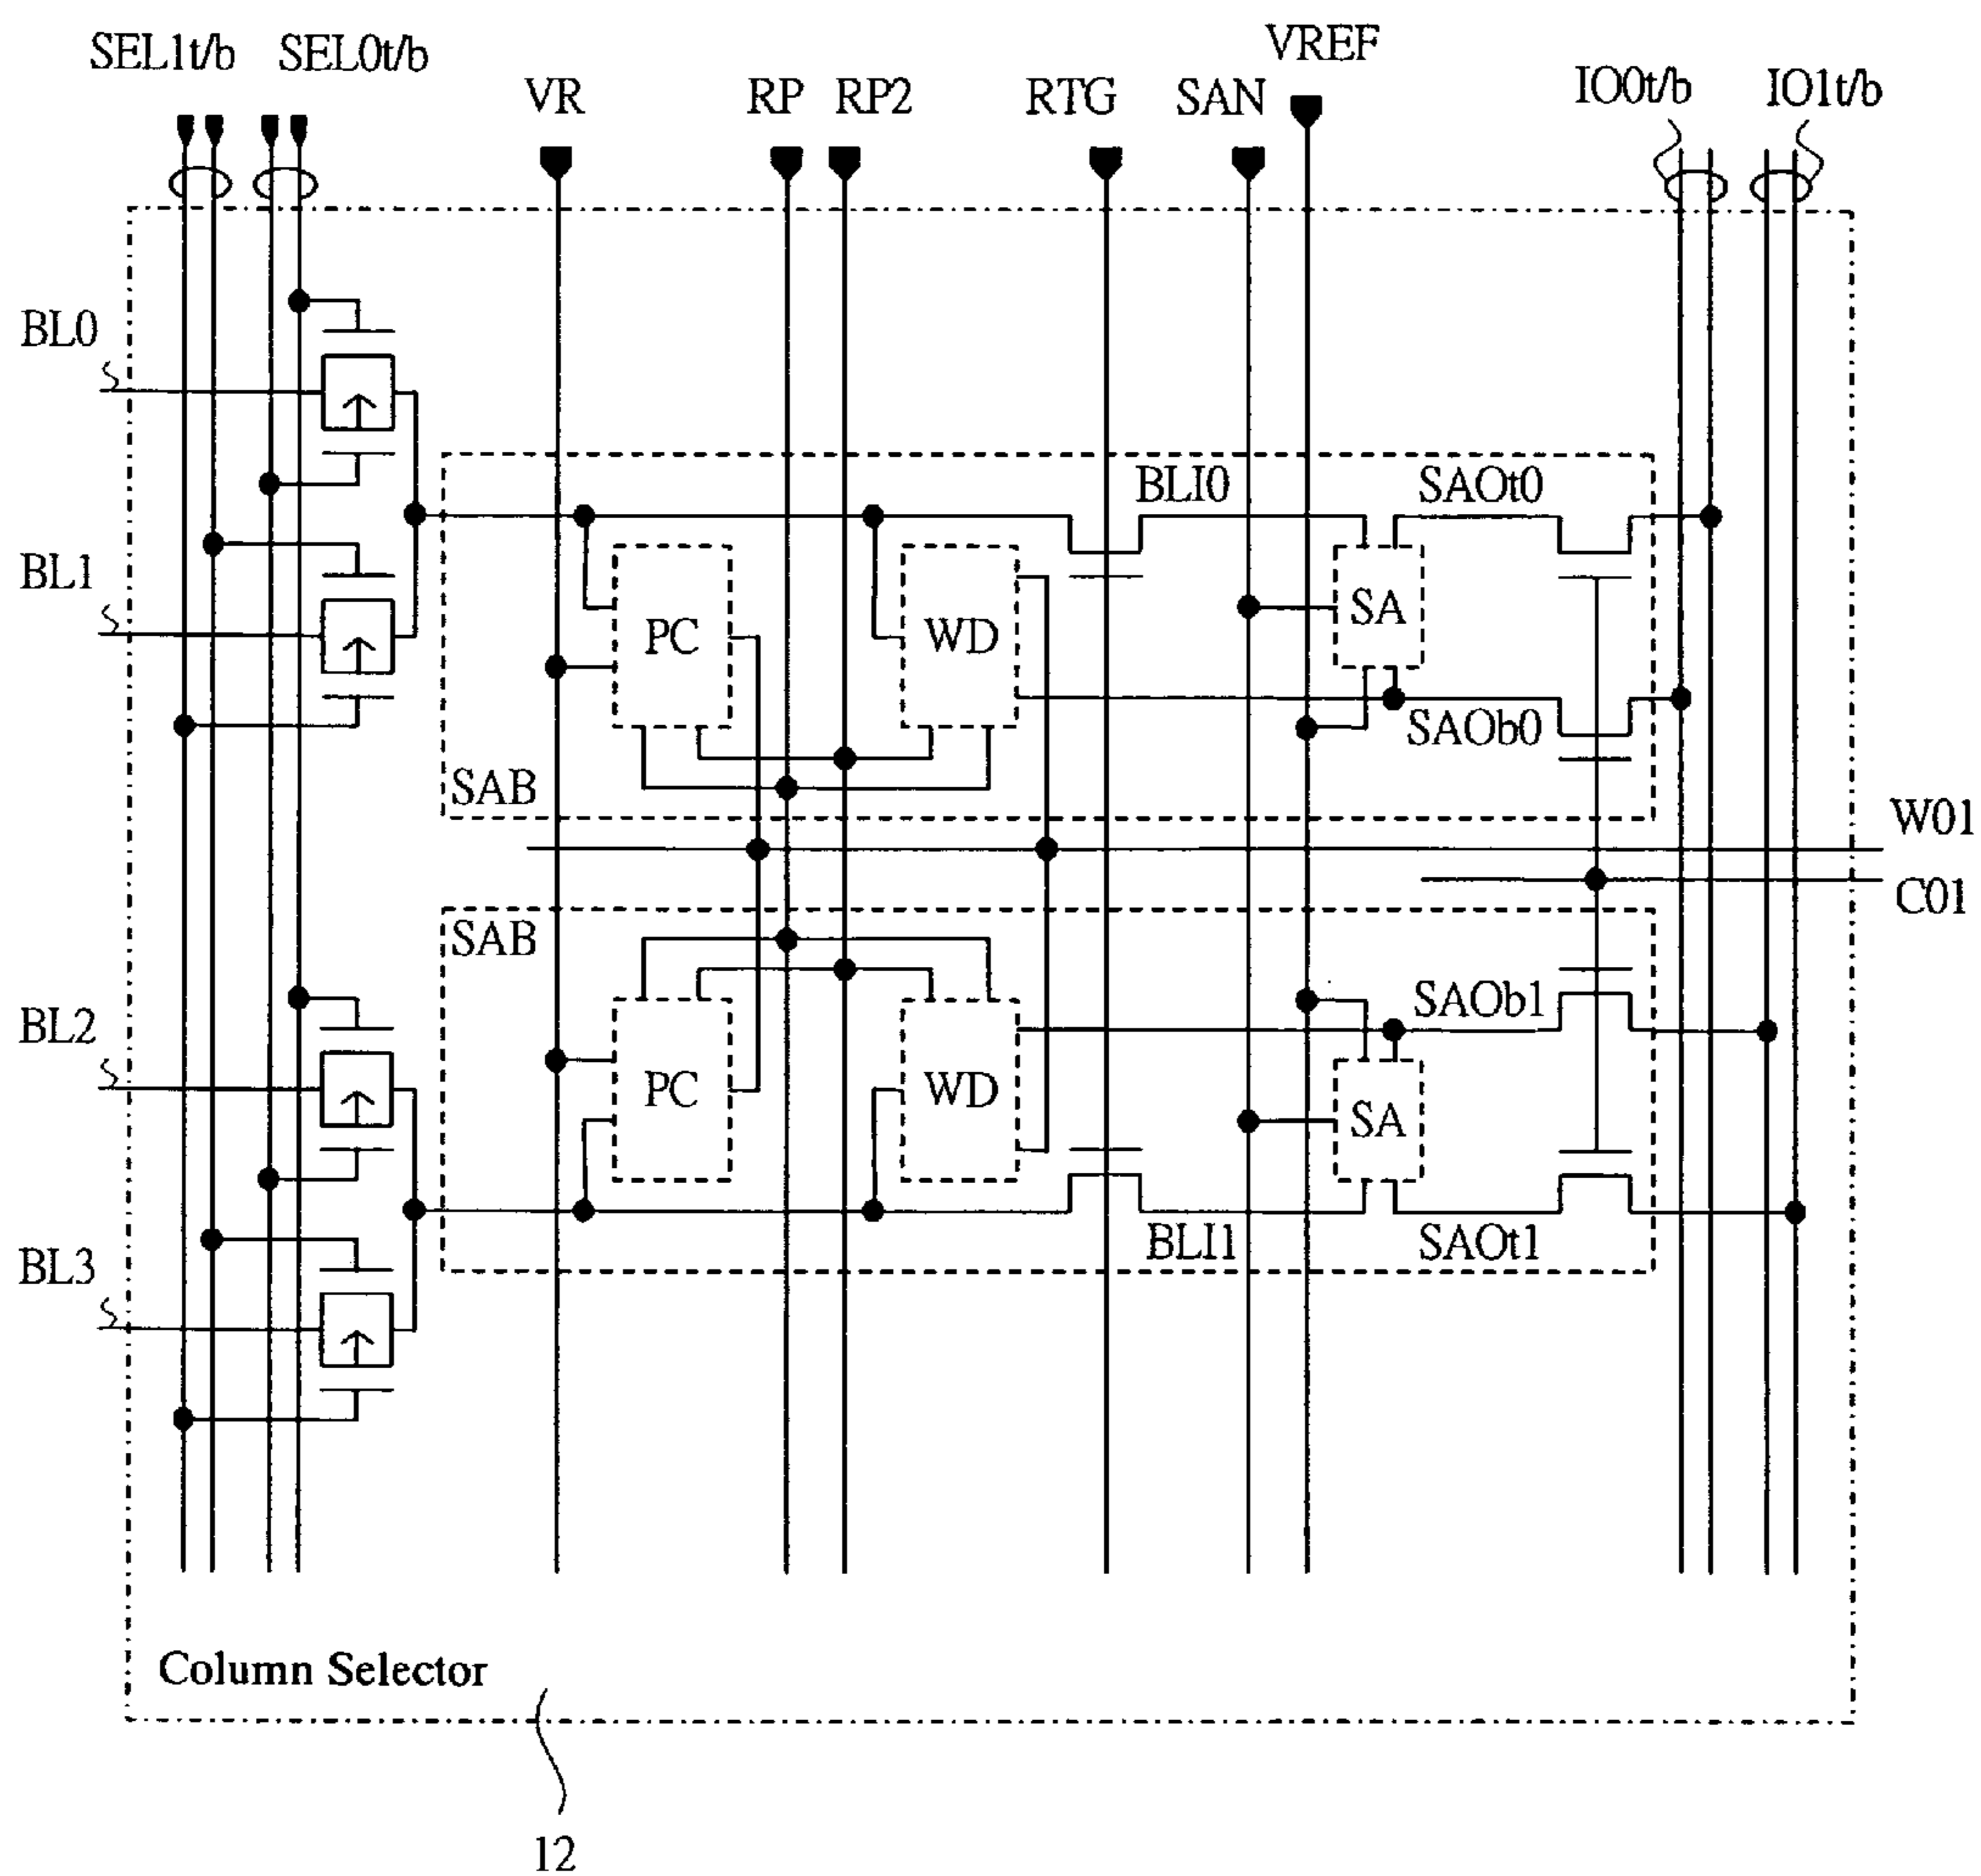 SEL1t/b SEL0t/b VR RP RP2 RTG SAN VREF IO0t/b IO1t/b
BL0
BLI0 SAOt0
BL1
PC WD SA
SAOb0
SAB
W01
C01
SAB
SAOb1
BL2
PC WD SA
BLI1 SAOt1
BL3
Column Selector
12